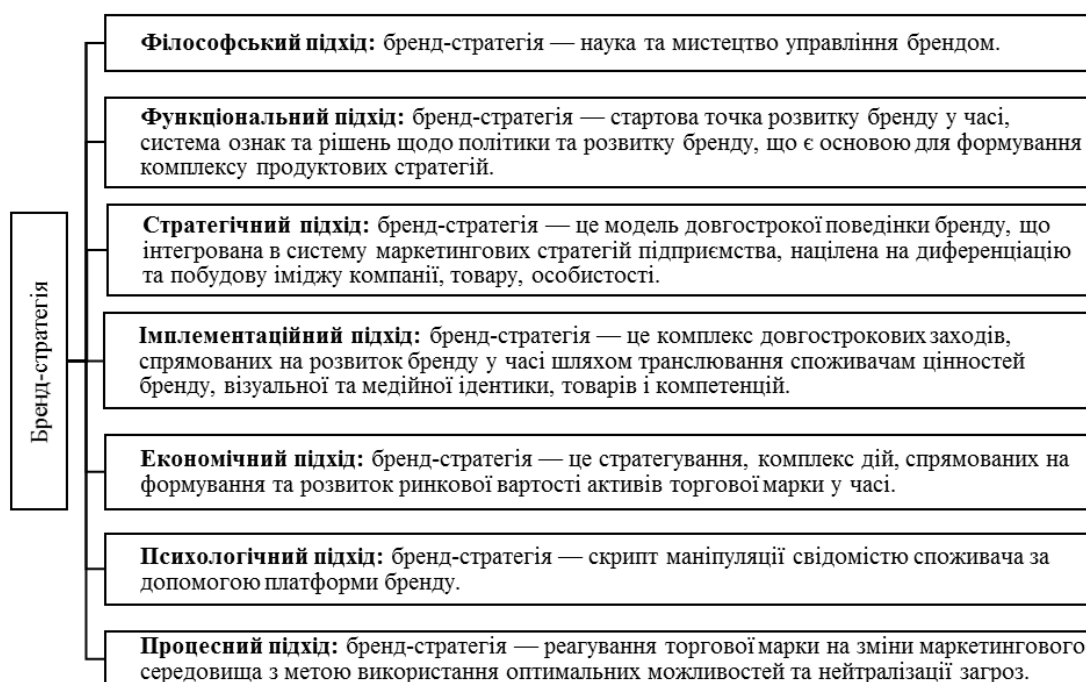 Філософський підхід: бренд-стратегія — наука та мистецтво управління брендом.
Функціональний підхід: бренд-стратегія — стартова точка розвитку бренду у часі,
система ознак та рішень щодо політики та розвитку бренду, що є основою для формування
комплексу продуктових стратегій.
Стратегічний підхід: бренд-стратегія — це модель довгострокої поведінки бренду, що
інтегрована в систему маркетингових стратегій підприємства, націлена на диференціацію
та побудову іміджу компанії, товару, особистості.
Бренд-стратегія
Імплементаційний підхід: бренд-стратегія — це комплекс довгострокових заходів,
спрямованих на розвиток бренду у часі шляхом транслювання споживачам цінностей
бренду, візуальної та медійної ідентики, товарів і компетенцій.
Економічний підхід: бренд-стратегія — це стратегування, комплекс дій, спрямованих на
формування та розвиток ринкової вартості активів торгової марки у часі.
Психологічний підхід: бренд-стратегія — скрипт маніпуляції свідомістю споживача за
допомогою платформи бренду.
Процесний підхід: бренд-стратегія — реагування торгової марки на зміни маркетингового
середовища з метою використання оптимальних можливостей та нейтралізації загроз.